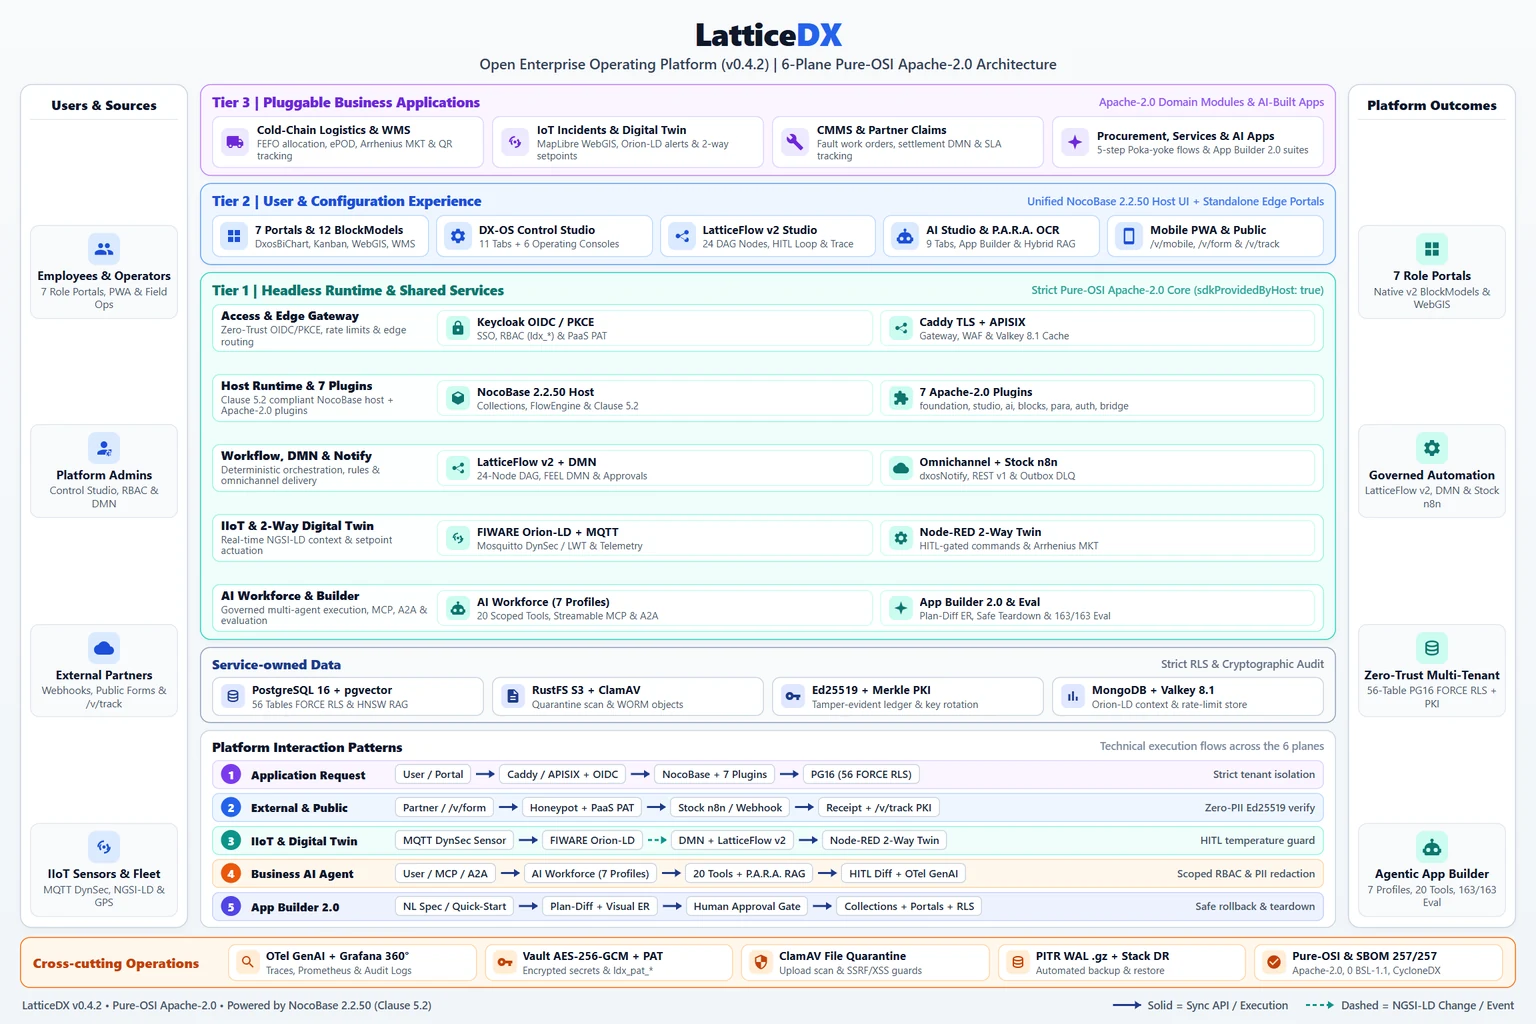 LatticeDX
Open Enterprise Operating Platform (v0.4.2) | 6-Plane Pure-OSI Apache-2.0 Architecture
Users & Sources
Employees & Operators
7 Role Portals, PWA & Field
Ops
Platform Admins
Control Studio, RBAC &
DMN
External Partners
Webhooks, Public Forms &
/v/track
IIoT Sensors & Fleet
MQTT DynSec, NGSI-LD &
GPS
Tier 3 | Pluggable Business Applications
Apache-2.0 Domain Modules & AI-Built Apps
Cold-Chain Logistics & WMS
FEFO allocation, ePOD, Arrhenius MKT & QR
tracking
IoT Incidents & Digital Twin
MapLibre WebGIS, Orion-LD alerts & 2-way
setpoints
CMMS & Partner Claims
Fault work orders, settlement DMN & SLA
tracking
Procurement, Services & AI Apps
5-step Poka-yoke flows & App Builder 2.0 suites
Tier 2 | User & Configuration Experience
Unified NocoBase 2.2.50 Host UI + Standalone Edge Portals
7 Portals & 12 BlockModels
DxosBiChart, Kanban, WebGIS, WMS
DX-OS Control Studio
11 Tabs + 6 Operating Consoles
LatticeFlow v2 Studio
24 DAG Nodes, HITL Loop & Trace
AI Studio & P.A.R.A. OCR
9 Tabs, App Builder & Hybrid RAG
Mobile PWA & Public
/v/mobile, /v/form & /v/track
Tier 1 | Headless Runtime & Shared Services
Strict Pure-OSI Apache-2.0 Core (sdkProvidedByHost: true)
Access & Edge Gateway
Zero-Trust OIDC/PKCE, rate limits & edge
routing
Keycloak OIDC / PKCE
SSO, RBAC (ldx_*) & PaaS PAT
Caddy TLS + APISIX
Gateway, WAF & Valkey 8.1 Cache
Host Runtime & 7 Plugins
Clause 5.2 compliant NocoBase host +
Apache-2.0 plugins
NocoBase 2.2.50 Host
Collections, FlowEngine & Clause 5.2
7 Apache-2.0 Plugins
foundation, studio, ai, blocks, para, auth, bridge
Workflow, DMN & Notify
Deterministic orchestration, rules &
omnichannel delivery
LatticeFlow v2 + DMN
24-Node DAG, FEEL DMN & Approvals
Omnichannel + Stock n8n
dxosNotify, REST v1 & Outbox DLQ
IIoT & 2-Way Digital Twin
Real-time NGSI-LD context & setpoint
actuation
FIWARE Orion-LD + MQTT
Mosquitto DynSec / LWT & Telemetry
Node-RED 2-Way Twin
HITL-gated commands & Arrhenius MKT
AI Workforce & Builder
Governed multi-agent execution, MCP, A2A &
evaluation
AI Workforce (7 Profiles)
20 Scoped Tools, Streamable MCP & A2A
App Builder 2.0 & Eval
Plan-Diff ER, Safe Teardown & 163/163 Eval
Service-owned Data
Strict RLS & Cryptographic Audit
PostgreSQL 16 + pgvector
56 Tables FORCE RLS & HNSW RAG
RustFS S3 + ClamAV
Quarantine scan & WORM objects
Ed25519 + Merkle PKI
Tamper-evident ledger & key rotation
MongoDB + Valkey 8.1
Orion-LD context & rate-limit store
Platform Interaction Patterns
Technical execution flows across the 6 planes
1 Application Request User / Portal Caddy / APISIX + OIDC NocoBase + 7 Plugins PG16 (56 FORCE RLS) Strict tenant isolation
2 External & Public Partner / /v/form Honeypot + PaaS PAT Stock n8n / Webhook Receipt + /v/track PKI Zero-PII Ed25519 verify
3 IIoT & Digital Twin MQTT DynSec Sensor FIWARE Orion-LD DMN + LatticeFlow v2 Node-RED 2-Way Twin HITL temperature guard
4 Business AI Agent User / MCP / A2A AI Workforce (7 Profiles) 20 Tools + P.A.R.A. RAG HITL Diff + OTel GenAI Scoped RBAC & PII redaction
5 App Builder 2.0 NL Spec / Quick-Start Plan-Diff + Visual ER Human Approval Gate Collections + Portals + RLS Safe rollback & teardown
Platform Outcomes
7 Role Portals
Native v2 BlockModels &
WebGIS
Governed Automation
LatticeFlow v2, DMN & Stock
n8n
Zero-Trust Multi-Tenant
56-Table PG16 FORCE RLS +
PKI
Agentic App Builder
7 Profiles, 20 Tools, 163/163
Eval
Cross-cutting Operations
OTel GenAI + Grafana 360°
Traces, Prometheus & Audit Logs
Vault AES-256-GCM + PAT
Encrypted secrets & ldx_pat_*
ClamAV File Quarantine
Upload scan & SSRF/XSS guards
PITR WAL .gz + Stack DR
Automated backup & restore
Pure-OSI & SBOM 257/257
Apache-2.0, 0 BSL-1.1, CycloneDX
LatticeDX v0.4.2 • Pure-OSI Apache-2.0 • Powered by NocoBase 2.2.50 (Clause 5.2)
Solid = Sync API / Execution
Dashed = NGSI-LD Change / Event